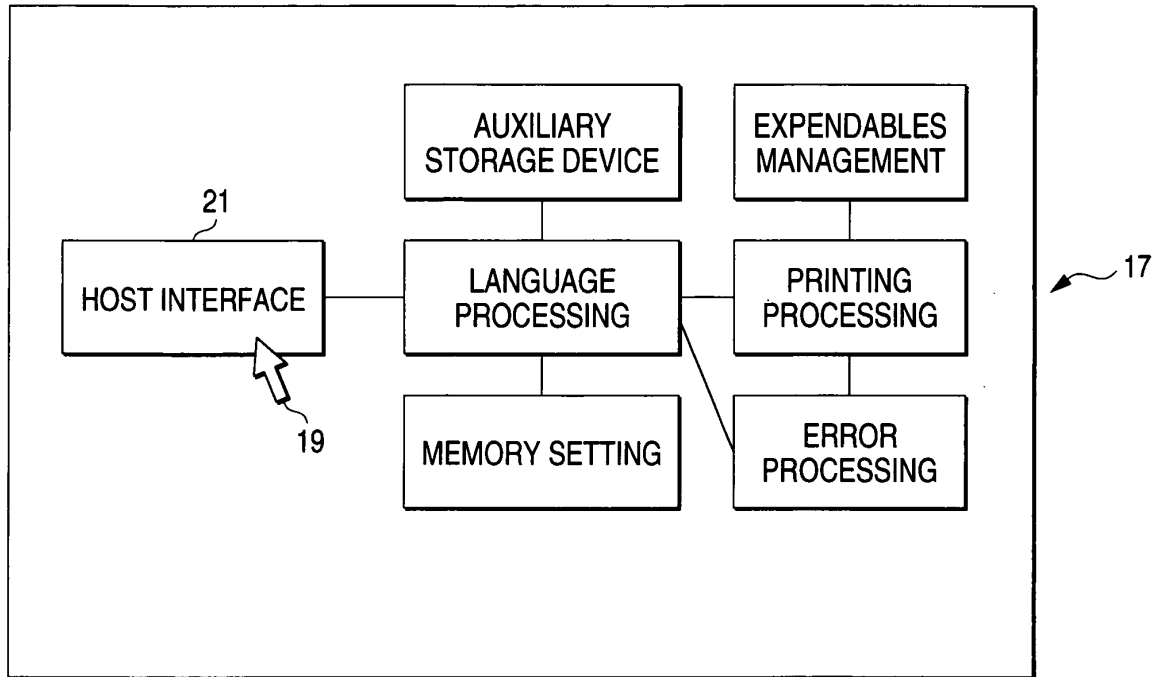 AUXILIARY
STORAGE DEVICE
EXPENDABLES
MANAGEMENT
21
HOST INTERFACE
LANGUAGE
PROCESSING
PRINTING
PROCESSING
17
19
MEMORY SETTING
ERROR
PROCESSING